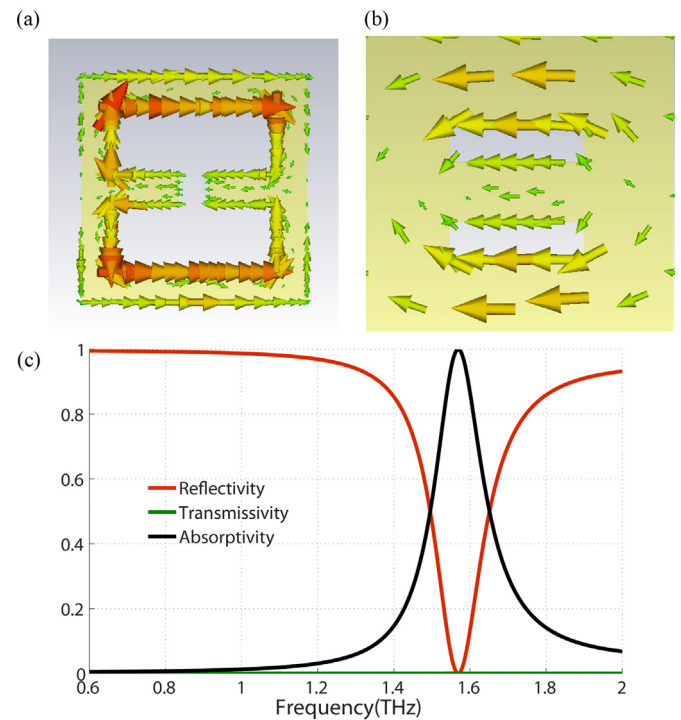 (a)
(b)
(c)
1
0.8
0.6
0.4
0.2
0
Reflectivity
Transmissivity
Absorptivity
0.6
0.8
1
1.2
1.4
1.6
1.8
2
Frequency(THz)